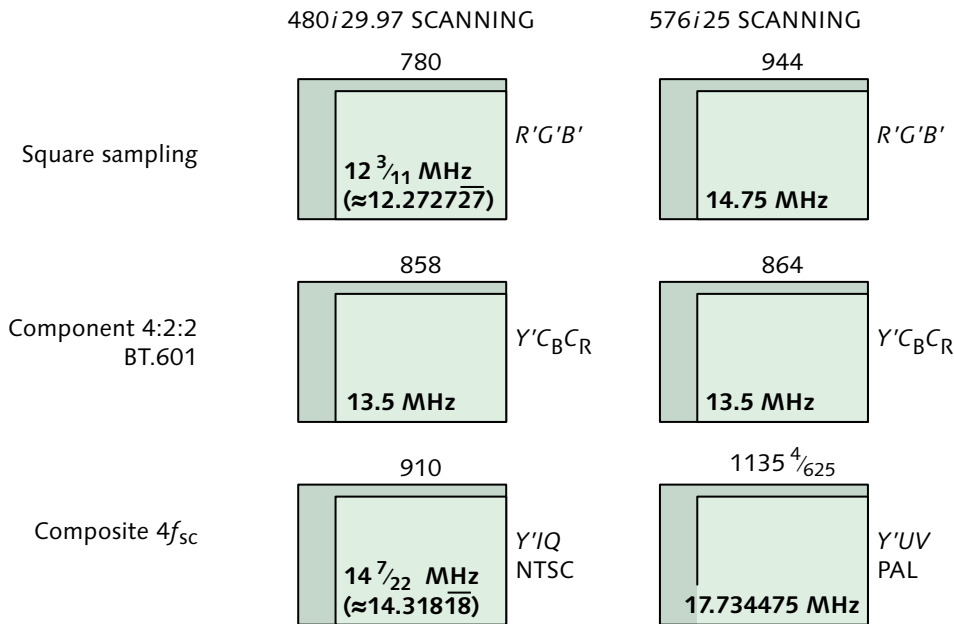 480i29.97 SCANNING 576i25 SCANNING
780 944
Square sampling
R'G'B' R'G'B'
12 3⁄11 MHz
(≈12.272727̅) 14.75 MHz
858 864
Component 4:2:2
BT.601
Y'CBCR Y'CBCR
13.5 MHz 13.5 MHz
910 1135 4⁄625
Composite 4fsc
Y'IQ
NTSC
Y'UV
PAL
14 7⁄22 MHz
(≈14.31818̅) 17.734475 MHz